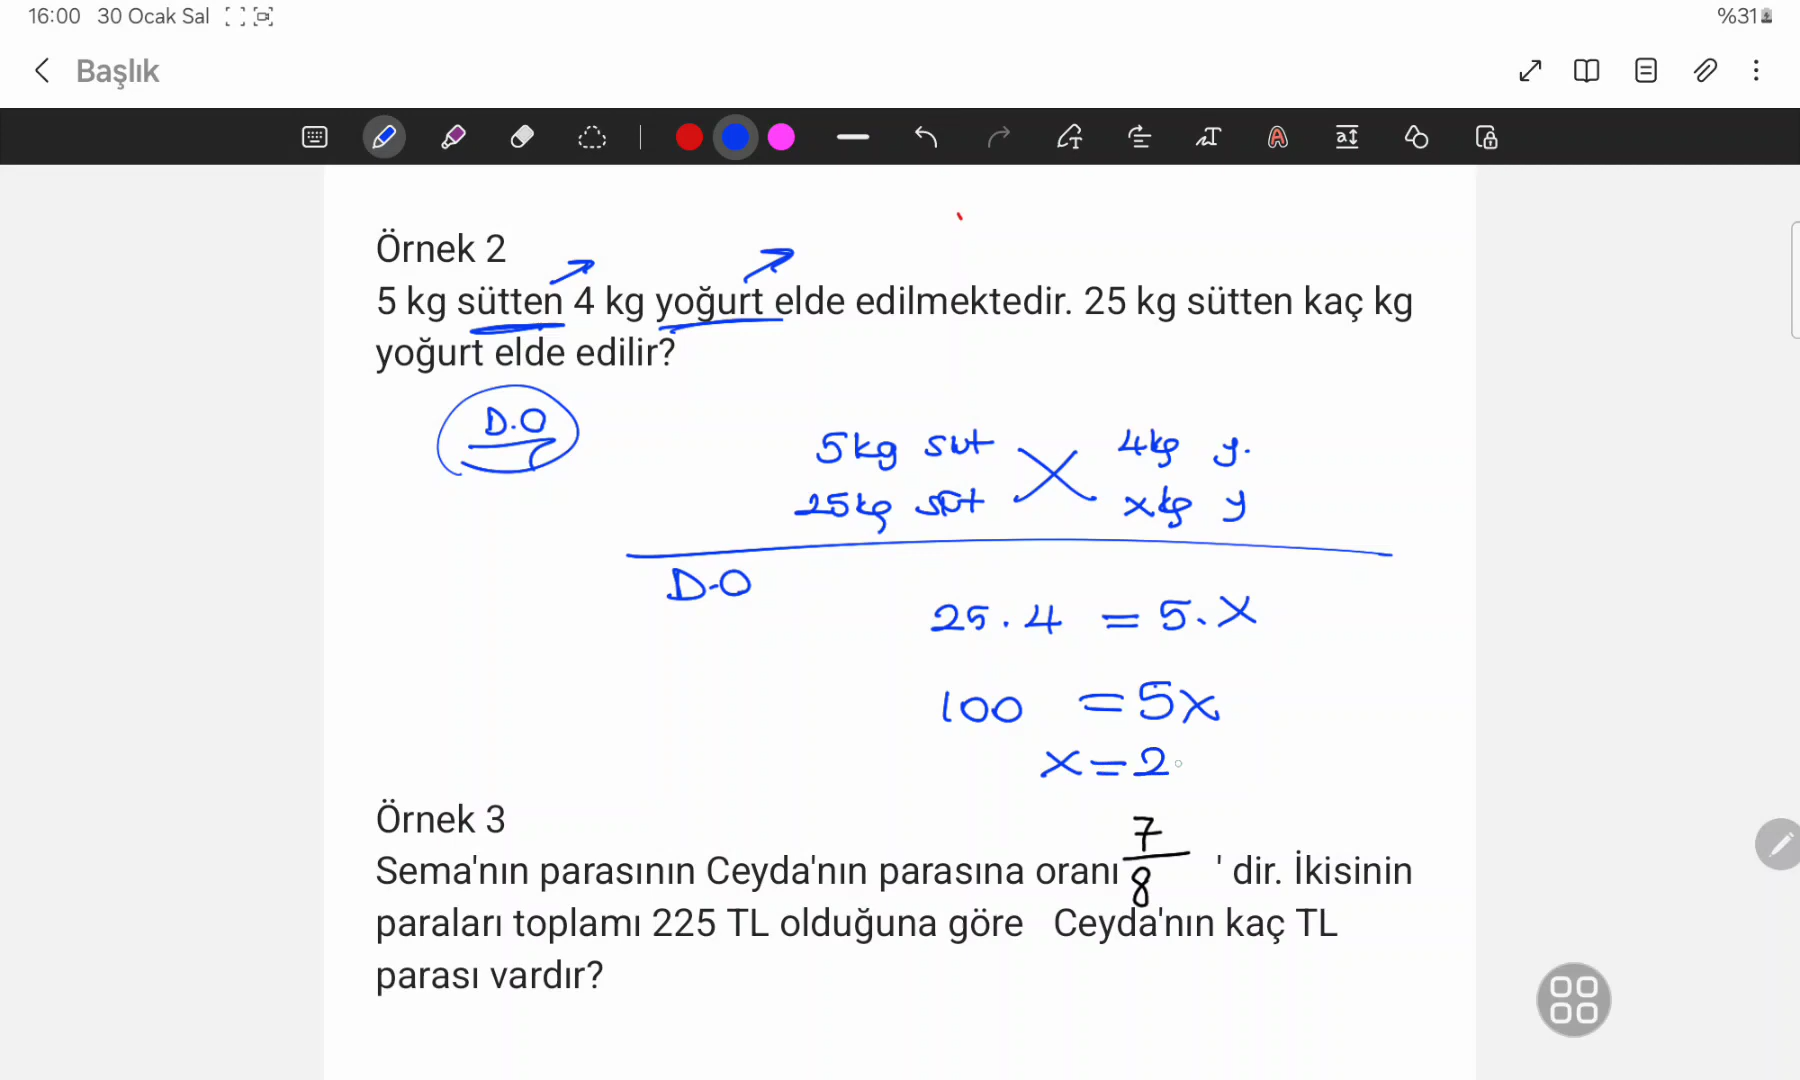 16:00 30 Ocak Sal %31
Başlık
Örnek 2
5 kg sütten 4 kg yoğurt elde edilmektedir. 25 kg sütten kaç kg
yoğurt elde edilir?
D.O
5kg süt 4kg y.
25kg süt xkg y
D.O
25.4 = 5.x
100 = 5x
x=2
Örnek 3
Sema'nın parasının Ceyda'nın parasına oranı 7/8 ' dir. İkisinin
paraları toplamı 225 TL olduğuna göre Ceyda'nın kaç TL
parası vardır?